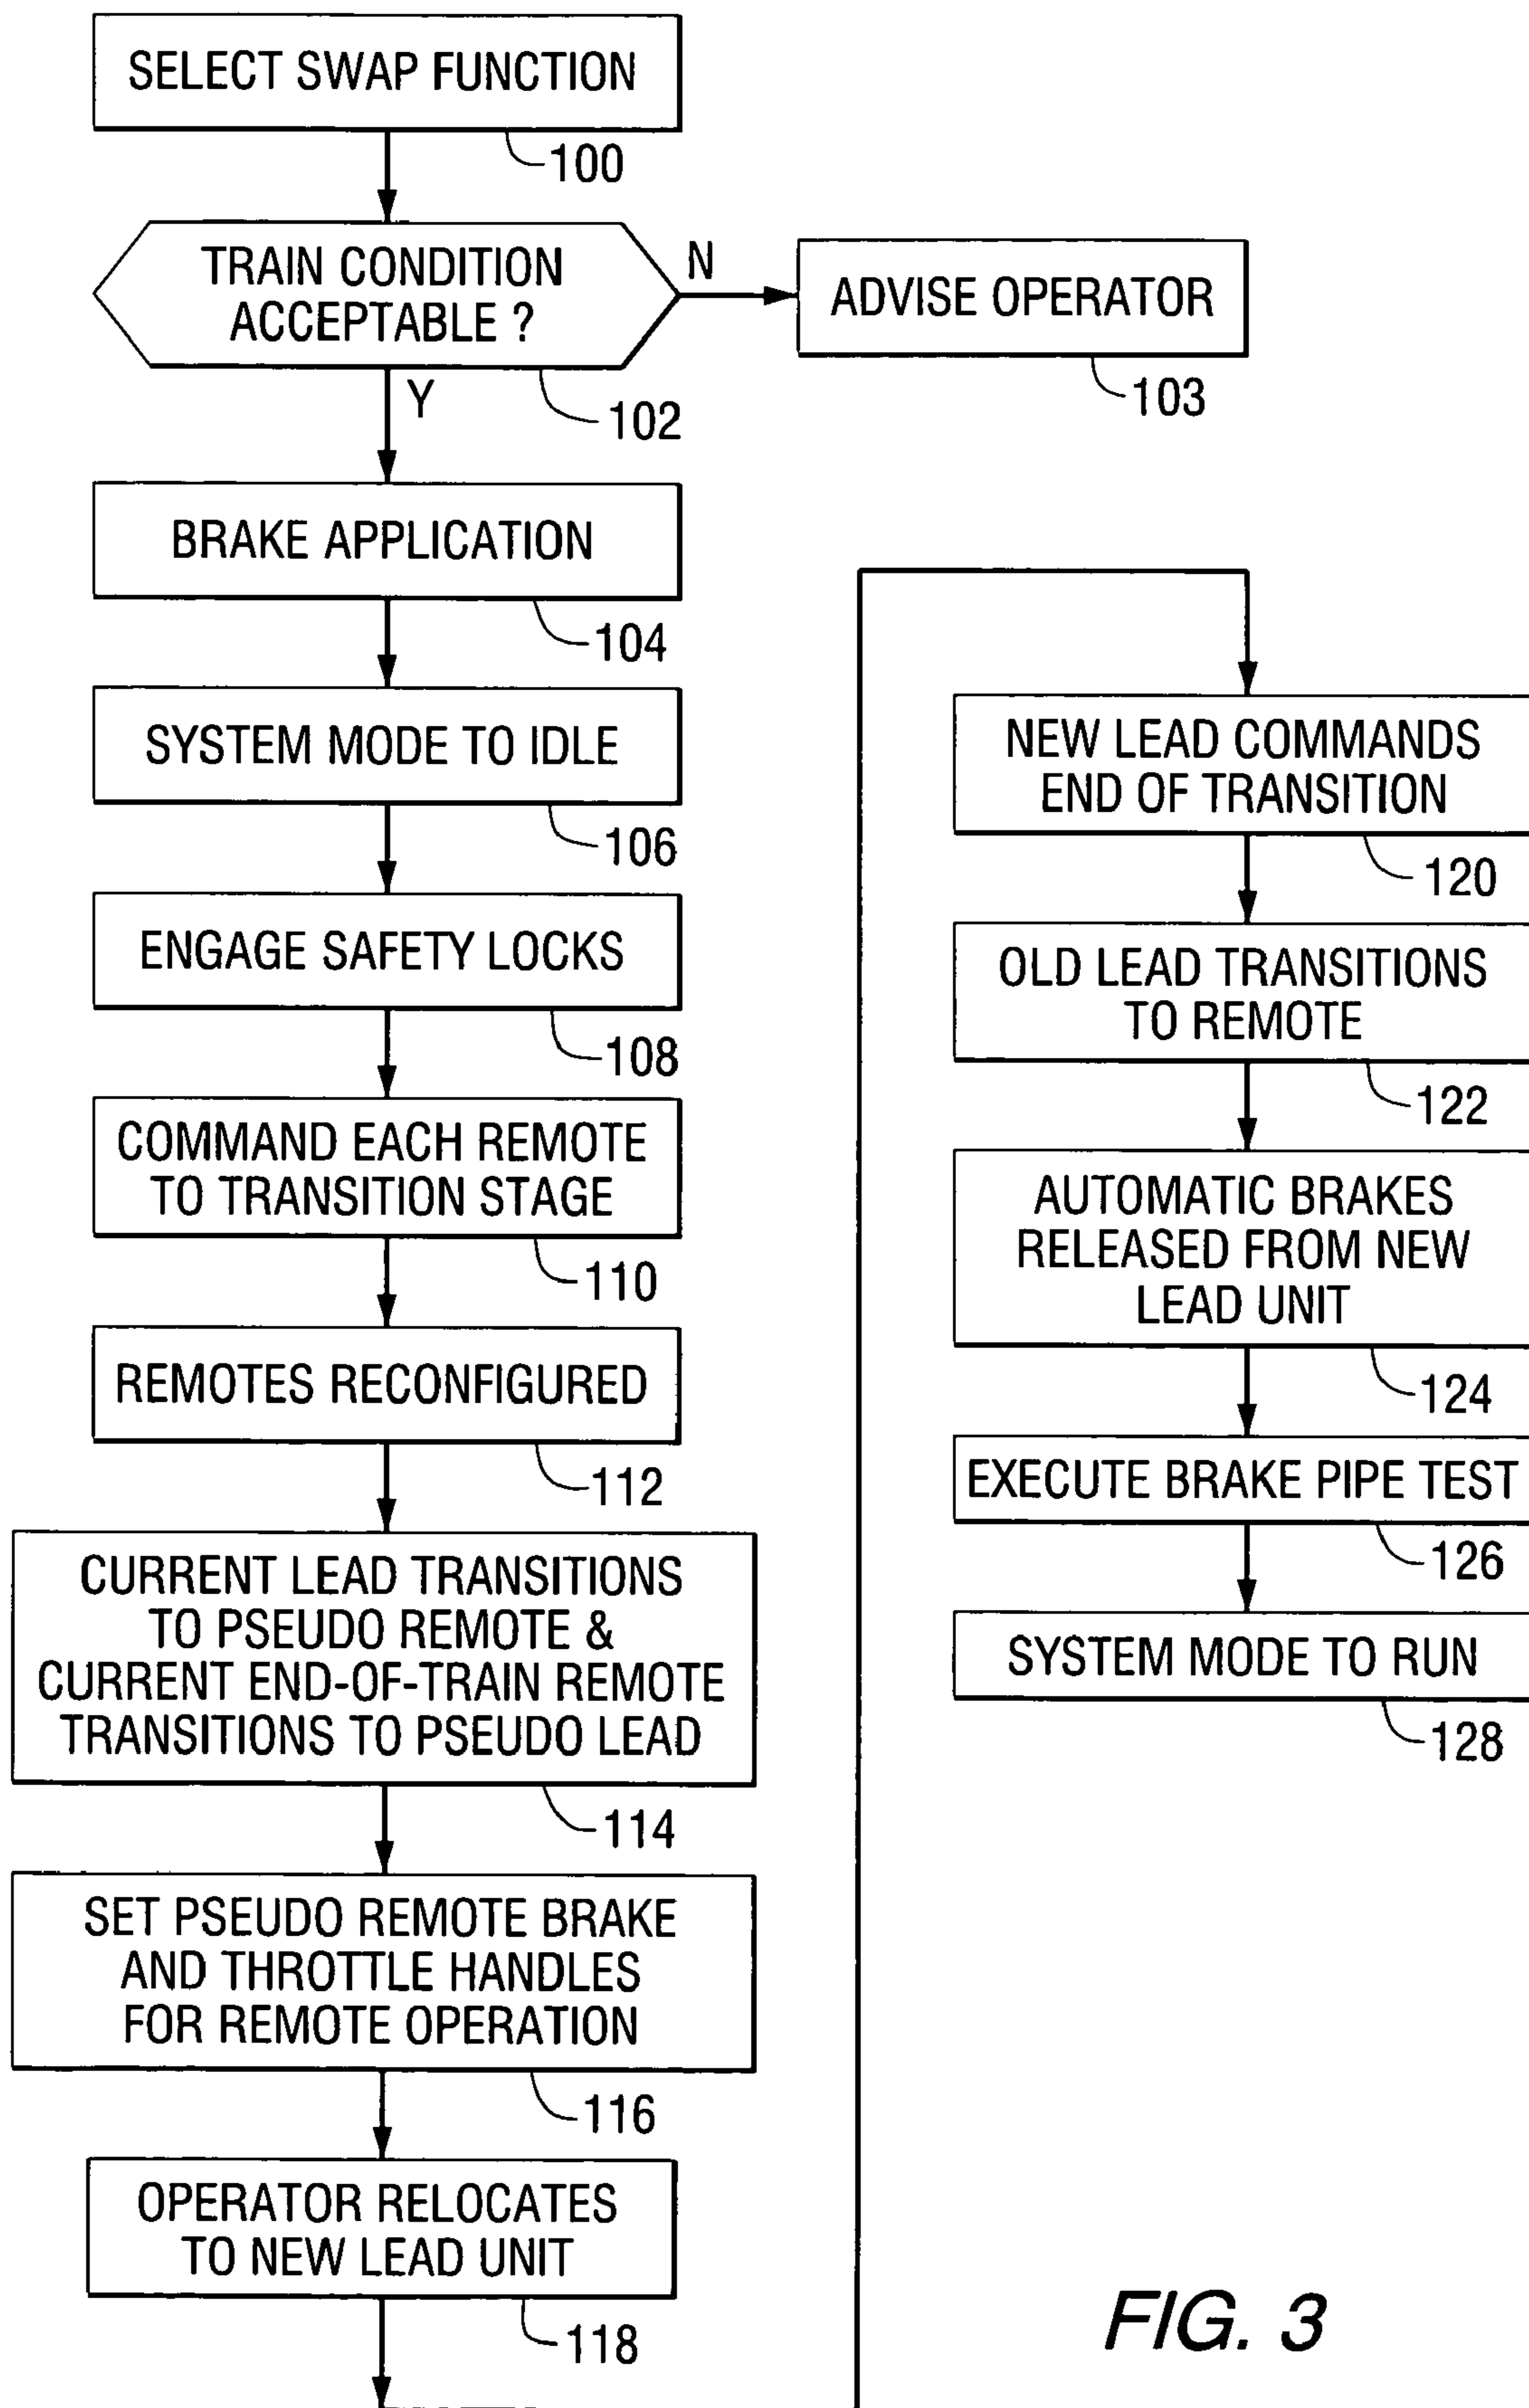 SELECT SWAP FUNCTION
100
TRAIN CONDITION
ACCEPTABLE ?
N
ADVISE OPERATOR
103
Y
102
BRAKE APPLICATION
104
SYSTEM MODE TO IDLE
106
ENGAGE SAFETY LOCKS
108
COMMAND EACH REMOTE
TO TRANSITION STAGE
110
REMOTES RECONFIGURED
112
CURRENT LEAD TRANSITIONS
TO PSEUDO REMOTE &
CURRENT END-OF-TRAIN REMOTE
TRANSITIONS TO PSEUDO LEAD
114
SET PSEUDO REMOTE BRAKE
AND THROTTLE HANDLES
FOR REMOTE OPERATION
116
OPERATOR RELOCATES
TO NEW LEAD UNIT
118
NEW LEAD COMMANDS
END OF TRANSITION
120
OLD LEAD TRANSITIONS
TO REMOTE
122
AUTOMATIC BRAKES
RELEASED FROM NEW
LEAD UNIT
124
EXECUTE BRAKE PIPE TEST
126
SYSTEM MODE TO RUN
128
FIG. 3